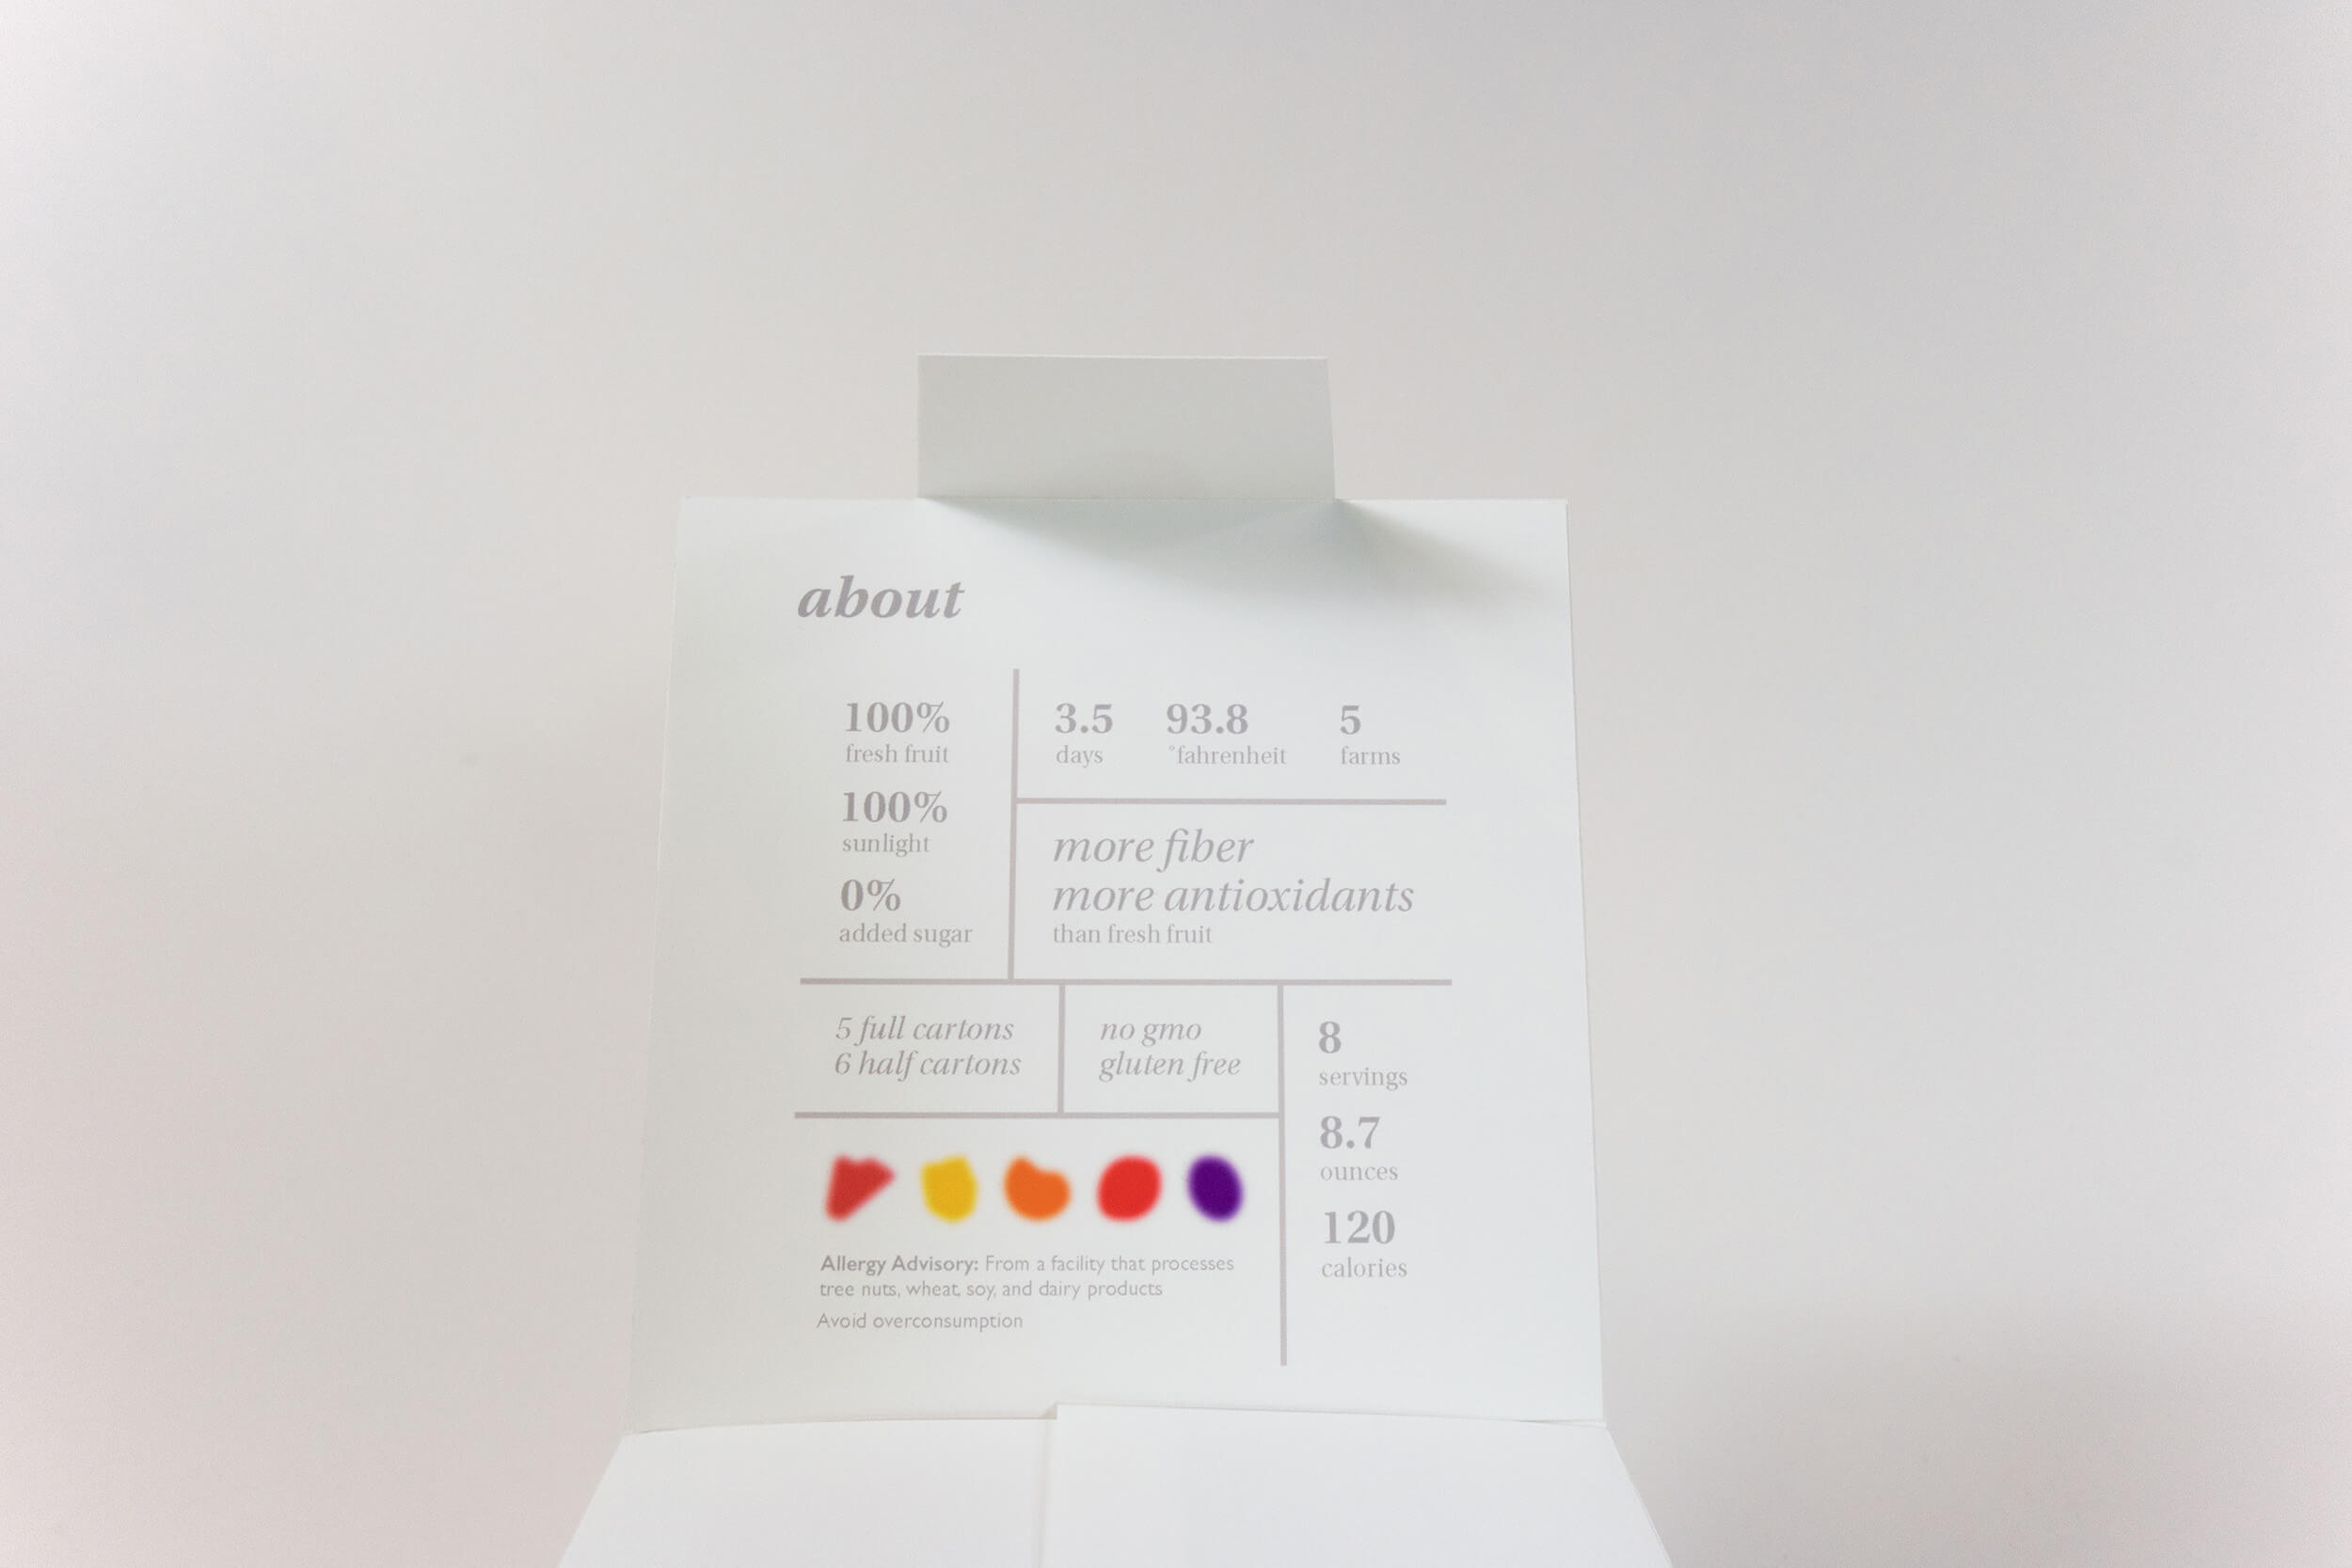 about
100%
fresh fruit
100%
sunlight
0%
added sugar
3.5
days
93.8
°fahrenheit
5
farms
more fiber
more antioxidants
than fresh fruit
5 full cartons
6 half cartons
no gmo
gluten free
8
servings
8.7
ounces
120
calories
Allergy Advisory: From a facility that processes
tree nuts, wheat, soy, and dairy products
Avoid overconsumption